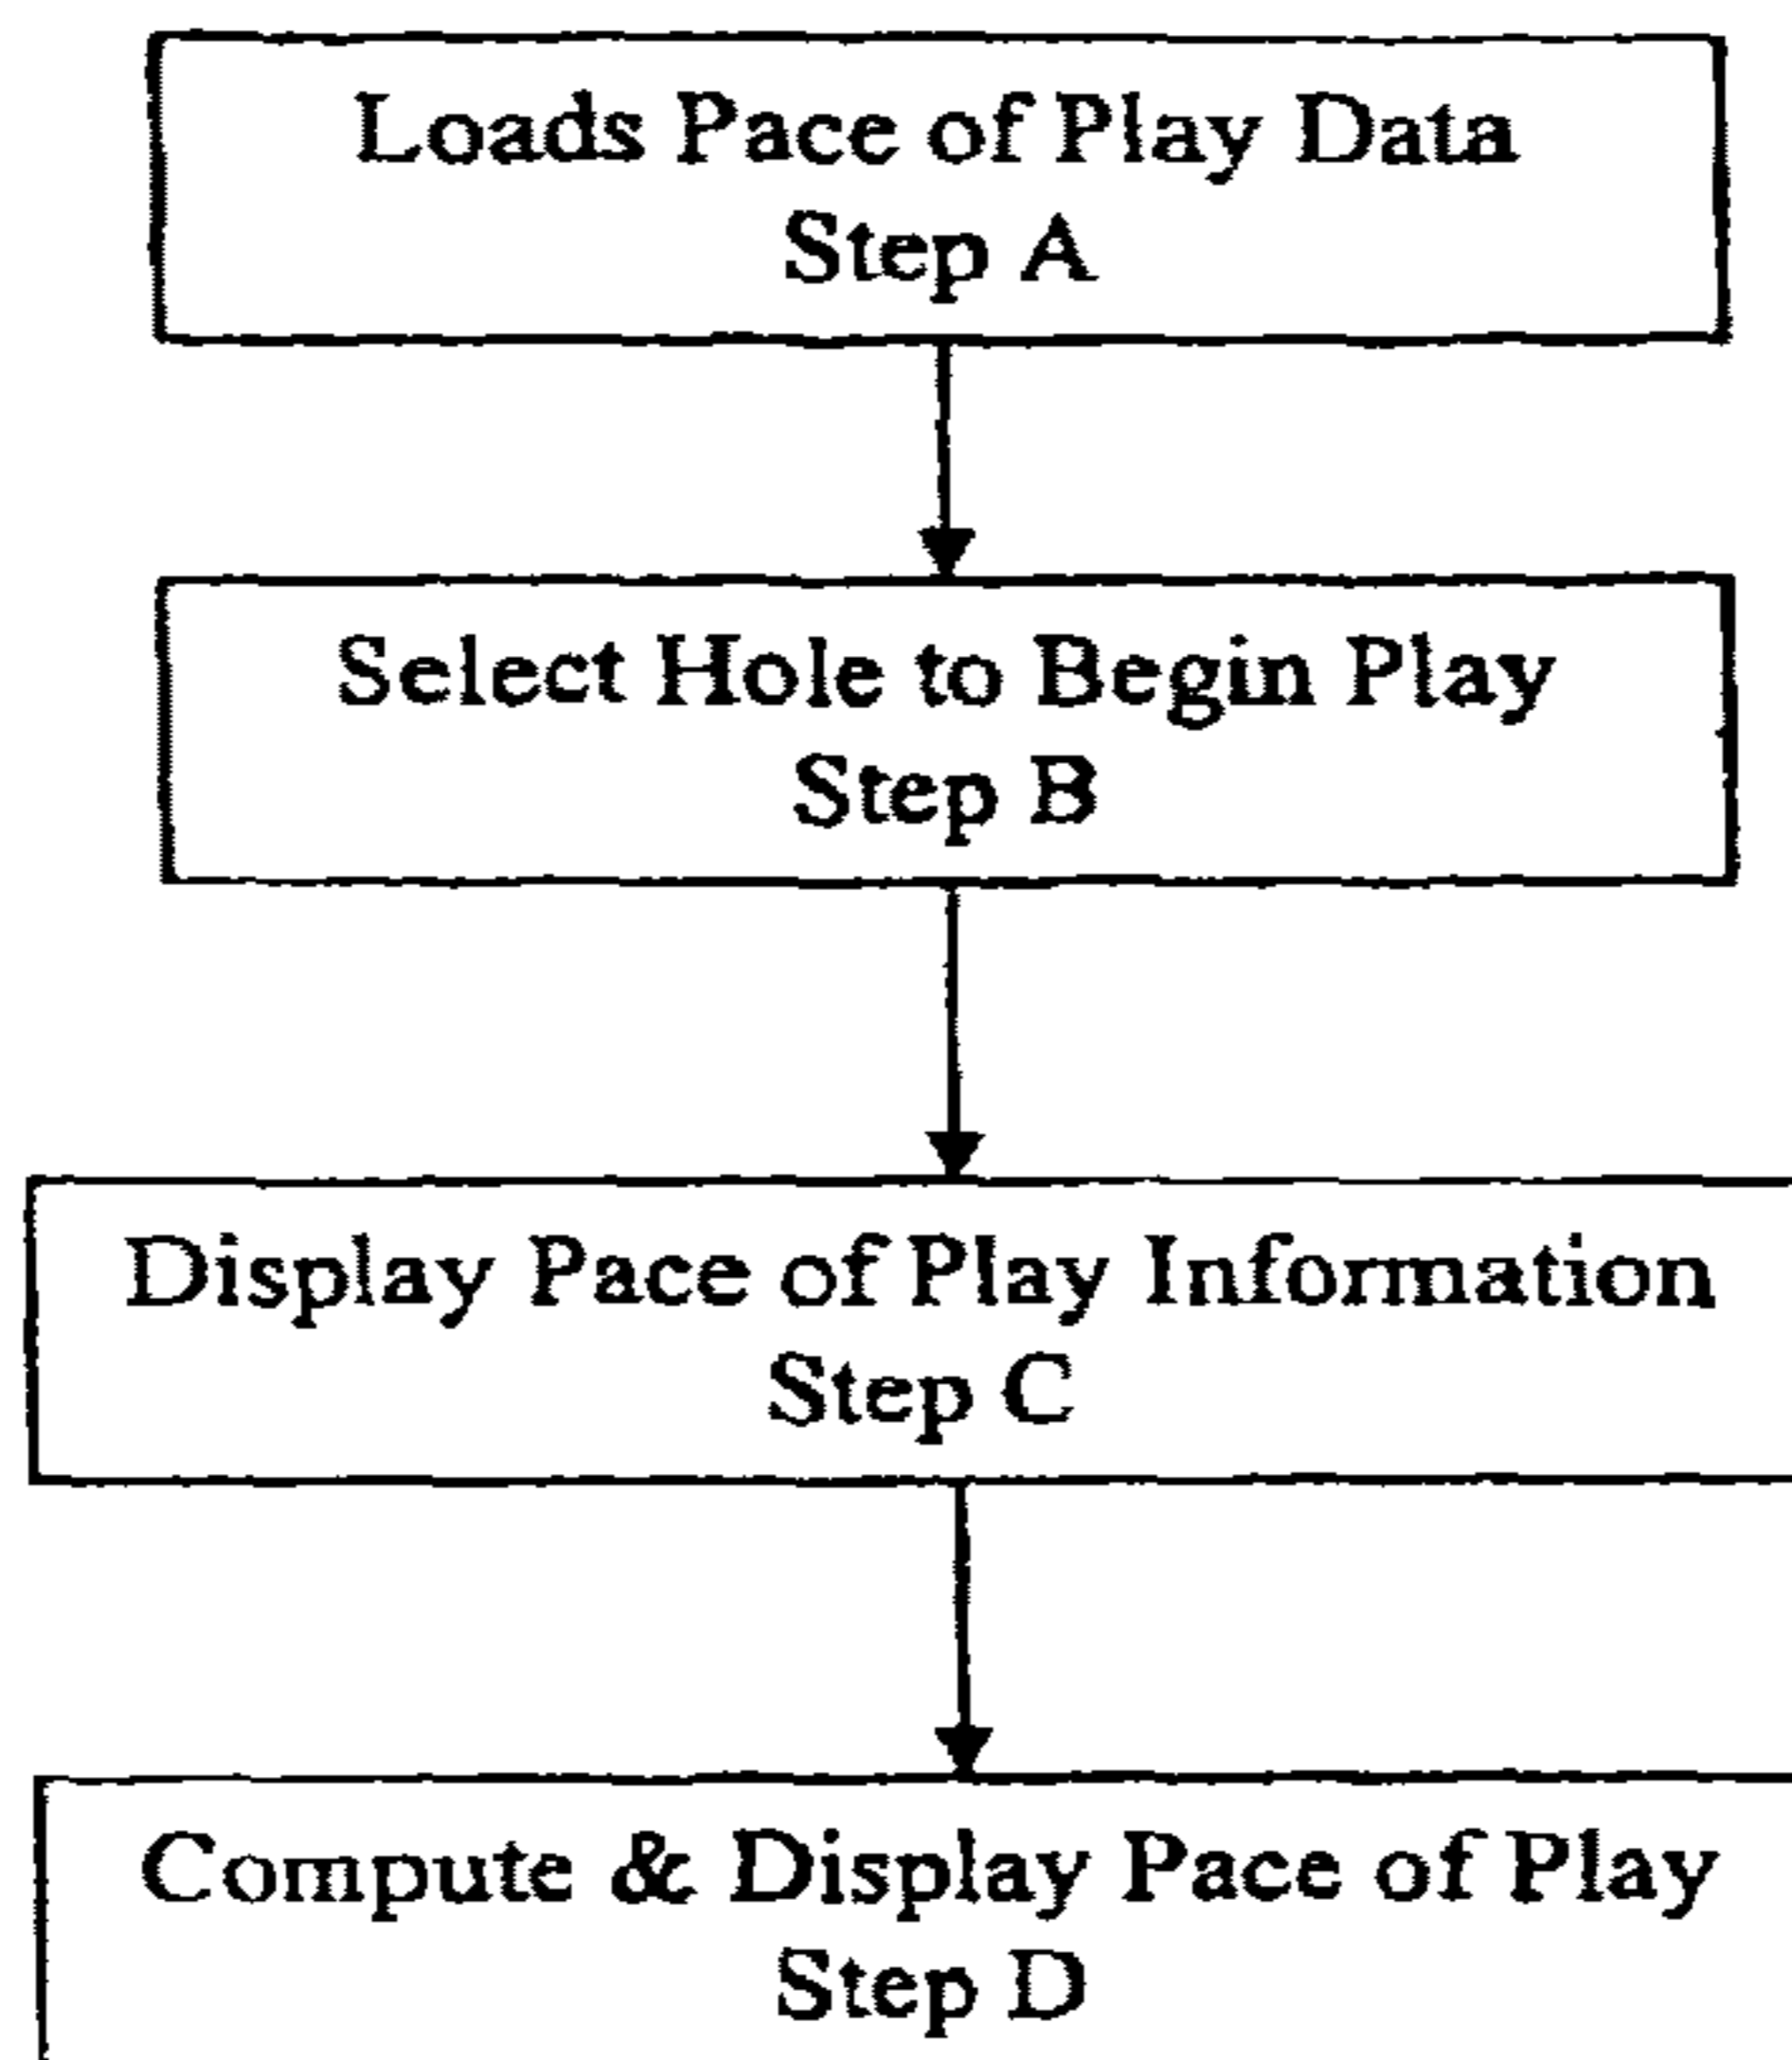 Loads Pace of Play Data
Step A
Select Hole to Begin Play
Step B
Display Pace of Play Information
Step C
Compute & Display Pace of Play
Step D